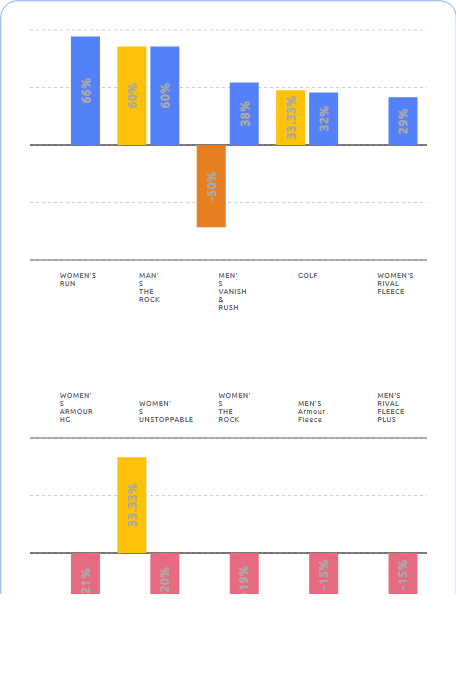 66%
60%
60%
-50%
38%
33.33%
32%
29%
WOMEN'S
RUN
MAN'
S
THE
ROCK
MEN'
S
VANISH
&
RUSH
GOLF
WOMEN'S
RIVAL
FLEECE
WOMEN'
S
ARMOUR
HG
WOMEN'
S
UNSTOPPABLE
WOMEN'
S
THE
ROCK
MEN'S
Armour
Fleece
MEN'S
RIVAL
FLEECE
PLUS
33.33%
21%
20%
-19%
-15%
-15%